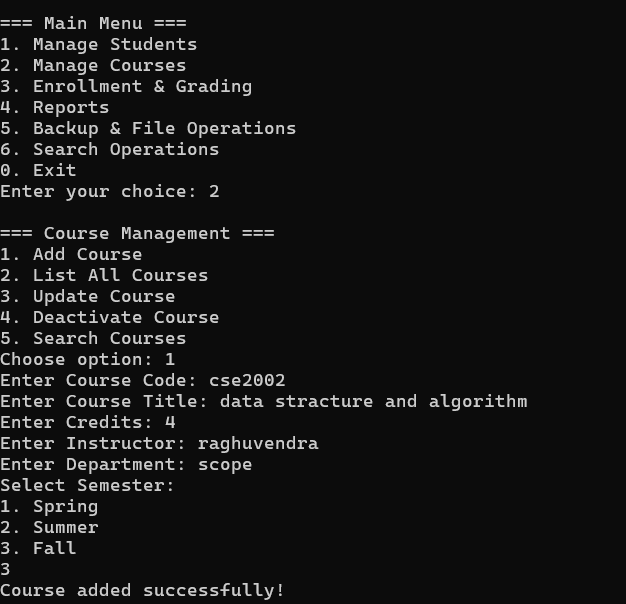 === Main Menu ===
1. Manage Students
2. Manage Courses
3. Enrollment & Grading
4. Reports
5. Backup & File Operations
6. Search Operations
0. Exit
Enter your choice: 2
=== Course Management ===
1. Add Course
2. List All Courses
3. Update Course
4. Deactivate Course
5. Search Courses
Choose option: 1
Enter Course Code: cse2002
Enter Course Title: data stracture and algorithm
Enter Credits: 4
Enter Instructor: raghuvendra
Enter Department: scope
Select Semester:
1. Spring
2. Summer
3. Fall
3
Course added successfully!